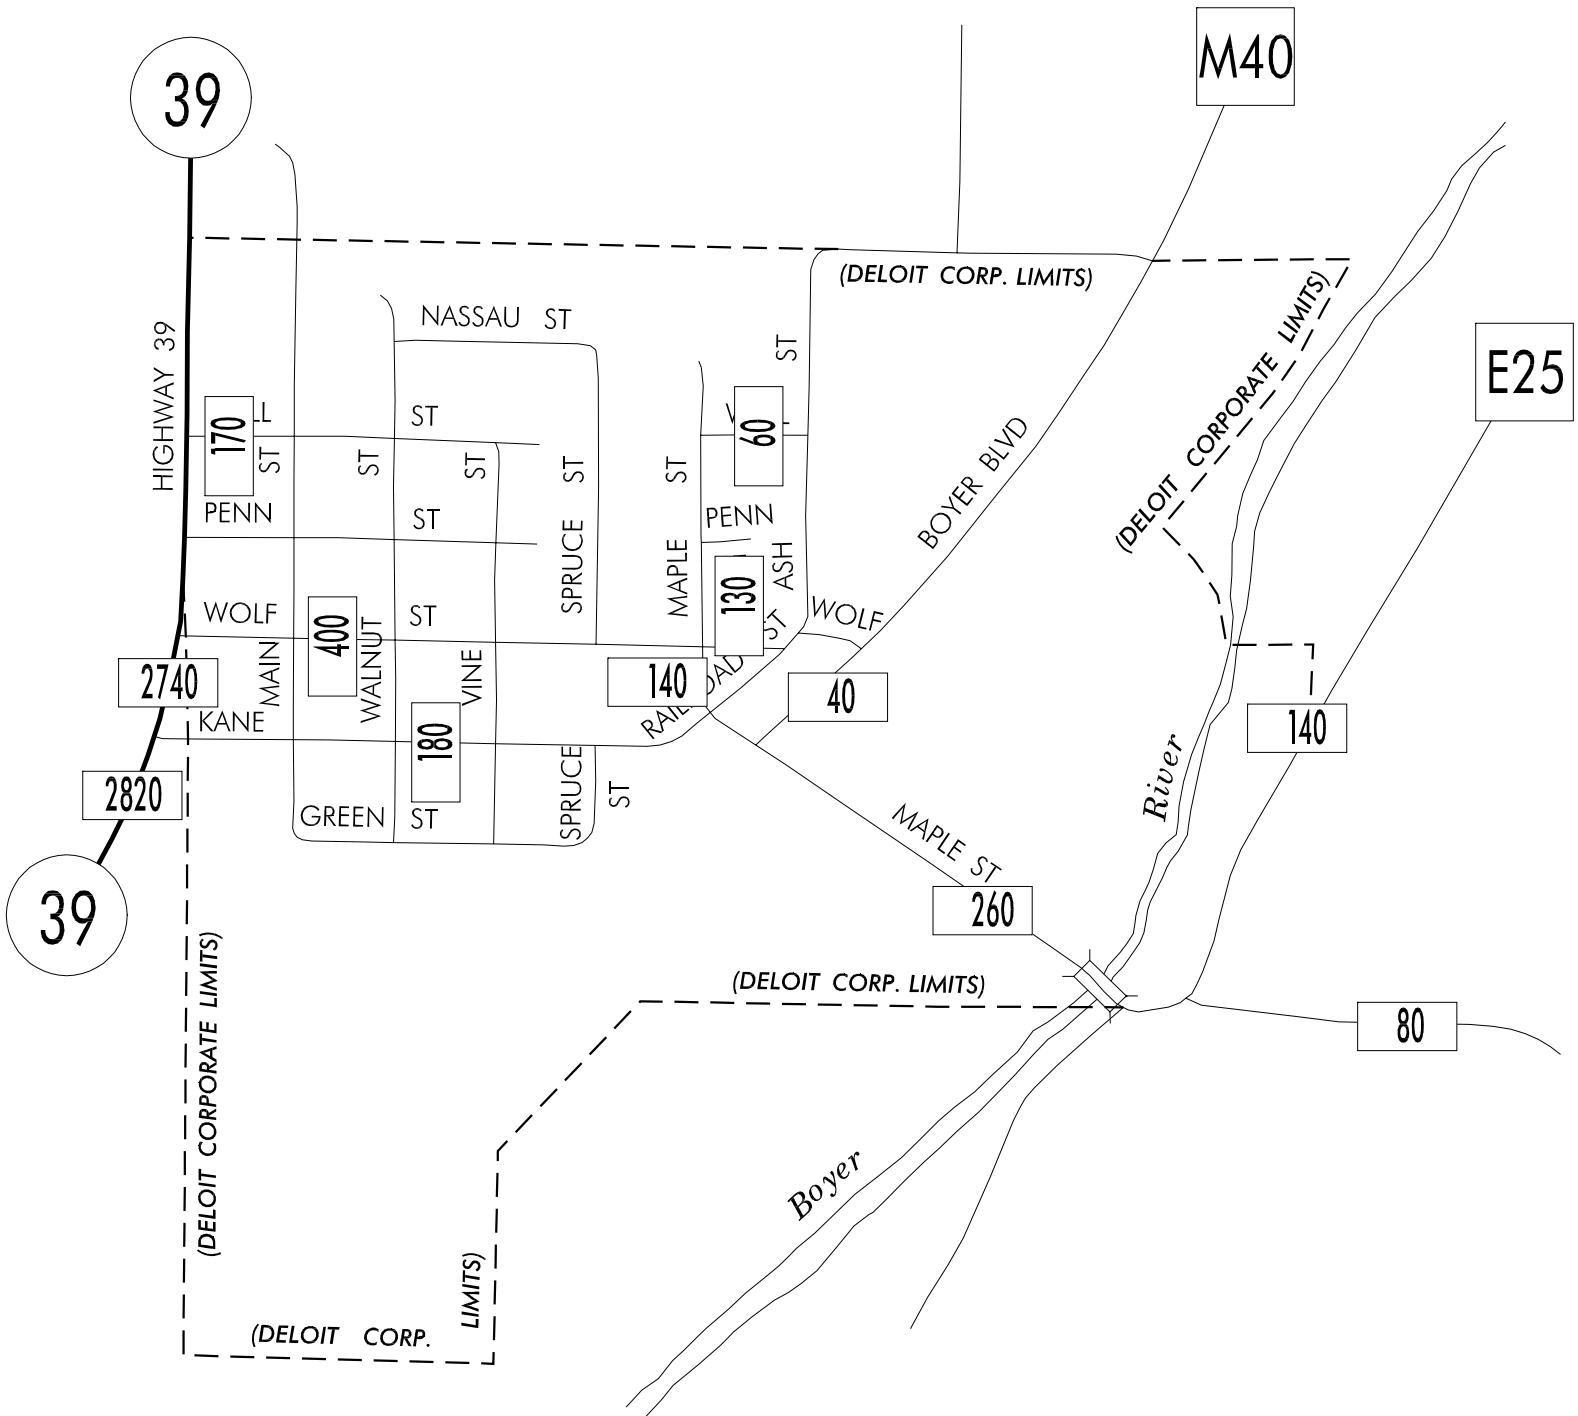 39
M40
(DELOIT CORP. LIMITS)
(DELOIT CORPORATE LIMITS)
NASSAU ST
HIGHWAY 39
E25
170
LL ST
60
ST
ST
ST
ST
ST
ST
BOYER BLVD
PENN ST
PENN
SPRUCE
MAPLE
ASH
130
WOLF ST
400
WOLF
MAIN
WALNUT
VINE
2740
140
RAILROAD ST
40
KANE
180
140
2820
SPRUCE ST
GREEN ST
River
MAPLE ST
260
39
(DELOIT CORPORATE LIMITS)
(DELOIT CORP. LIMITS)
80
Boyer
(DELOIT CORP. LIMITS)